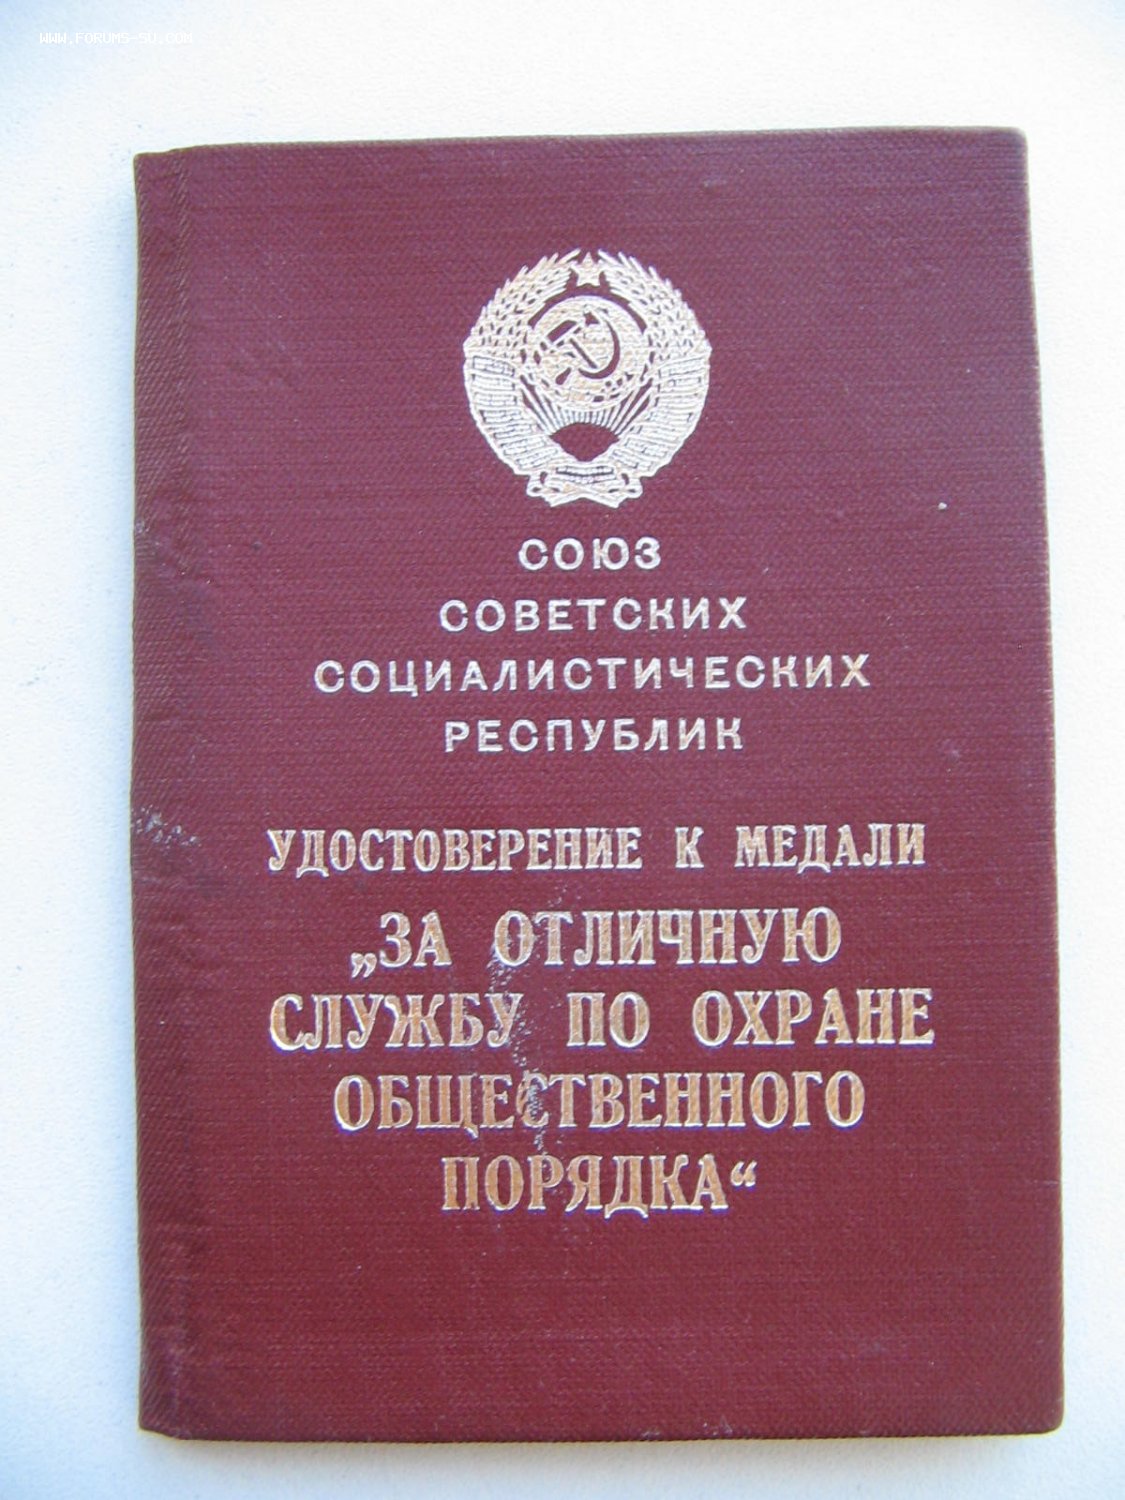 WWW.FORUMS-SU.COM
СОЮЗ
СОВЕТСКИХ
СОЦИАЛИСТИЧЕСКИХ
РЕСПУБЛИК
УДОСТОВЕРЕНИЕ К МЕДАЛИ
„ЗА ОТЛИЧНУЮ
СЛУЖБУ ПО ОХРАНЕ
ОБЩЕСТВЕННОГО
ПОРЯДКА“